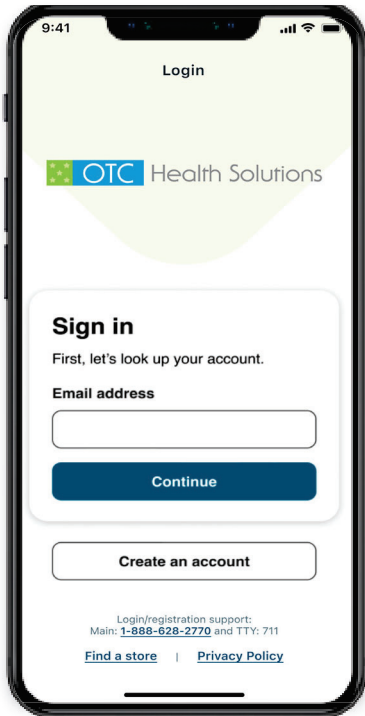 9:41
Login
OTC Health Solutions
Sign in
First, let's look up your account.
Email address
Continue
Create an account
Login/registration support:
Main: 1-888-628-2770 and TTY: 711
Find a store | Privacy Policy